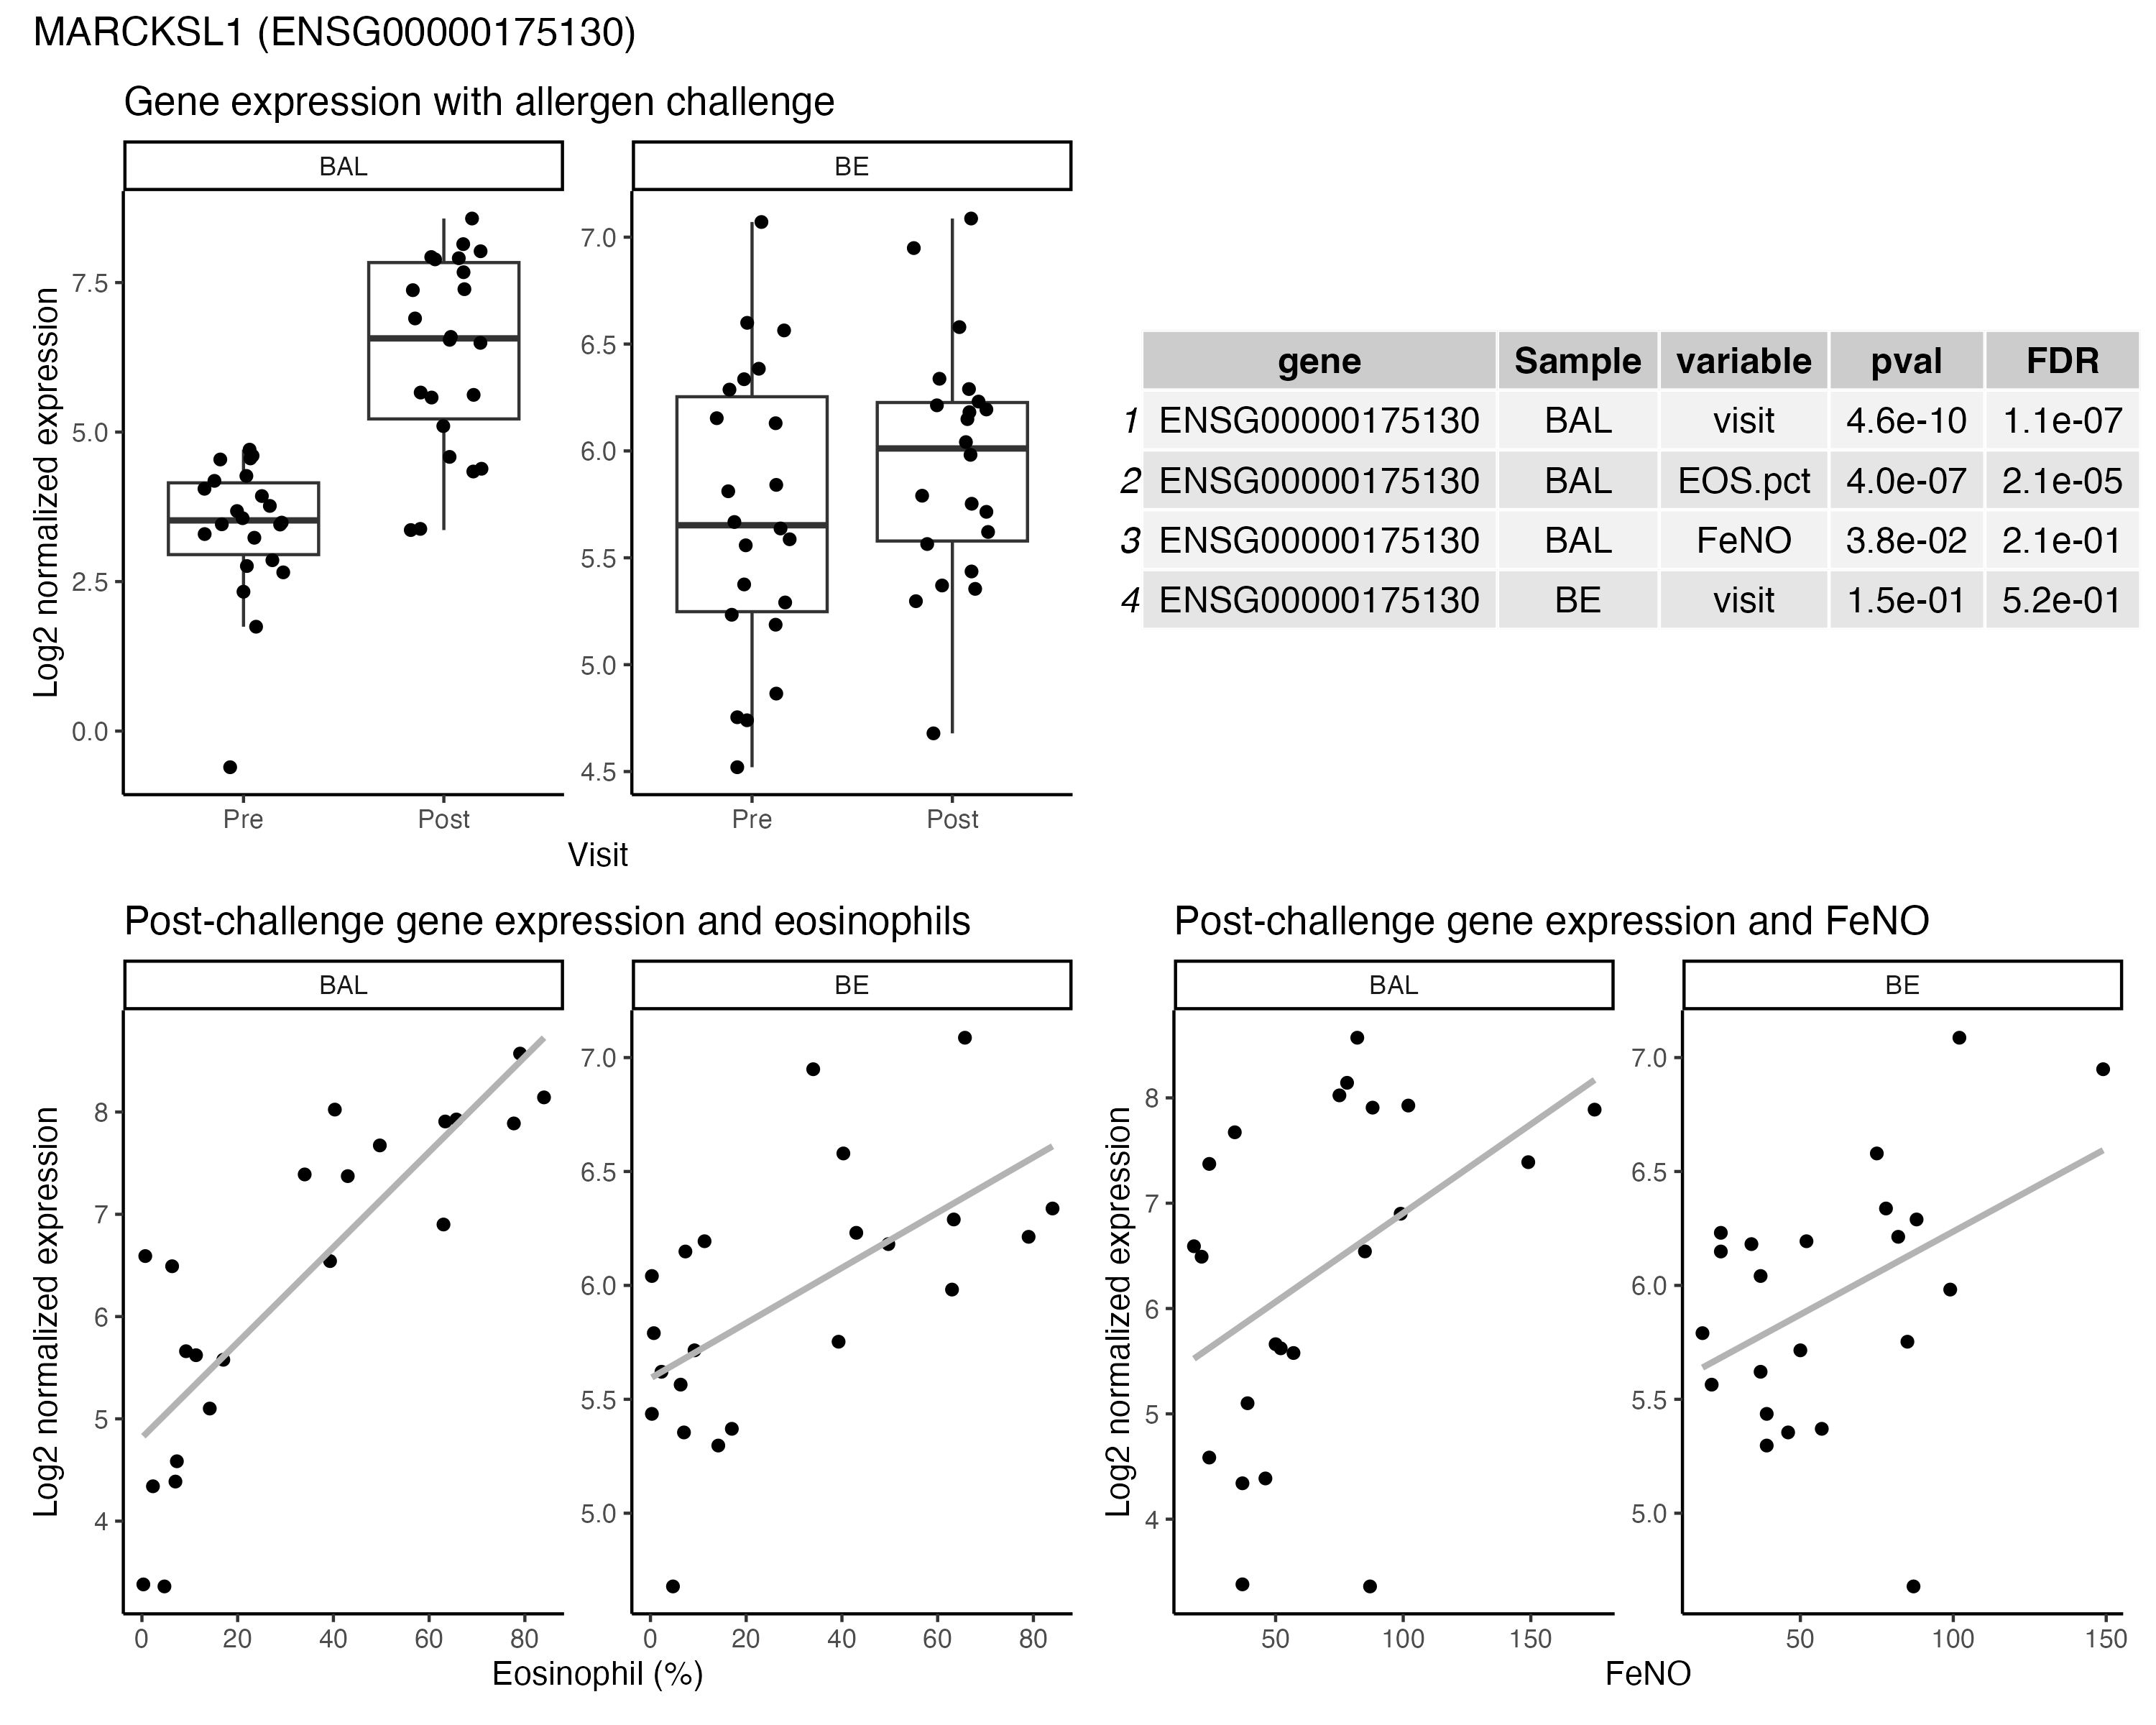 MARCKSL1 (ENSG00000175130)
Gene expression with allergen challenge
BAL BE
Log2 normalized expression
7.5
5.0
2.5
0.0
7.0
6.5
6.0
5.5
5.0
4.5
Pre Post Pre Post
Visit
gene Sample variable pval FDR
1 ENSG00000175130 BAL visit 4.6e-10 1.1e-07
2 ENSG00000175130 BAL EOS.pct 4.0e-07 2.1e-05
3 ENSG00000175130 BAL FeNO 3.8e-02 2.1e-01
4 ENSG00000175130 BE visit 1.5e-01 5.2e-01
Post-challenge gene expression and eosinophils
BAL BE
Log2 normalized expression
8
7
6
5
4
7.0
6.5
6.0
5.5
5.0
0 20 40 60 80 0 20 40 60 80
Eosinophil (%)
Post-challenge gene expression and FeNO
BAL BE
Log2 normalized expression
8
7
6
5
4
7.0
6.5
6.0
5.5
5.0
50 100 150 50 100 150
FeNO